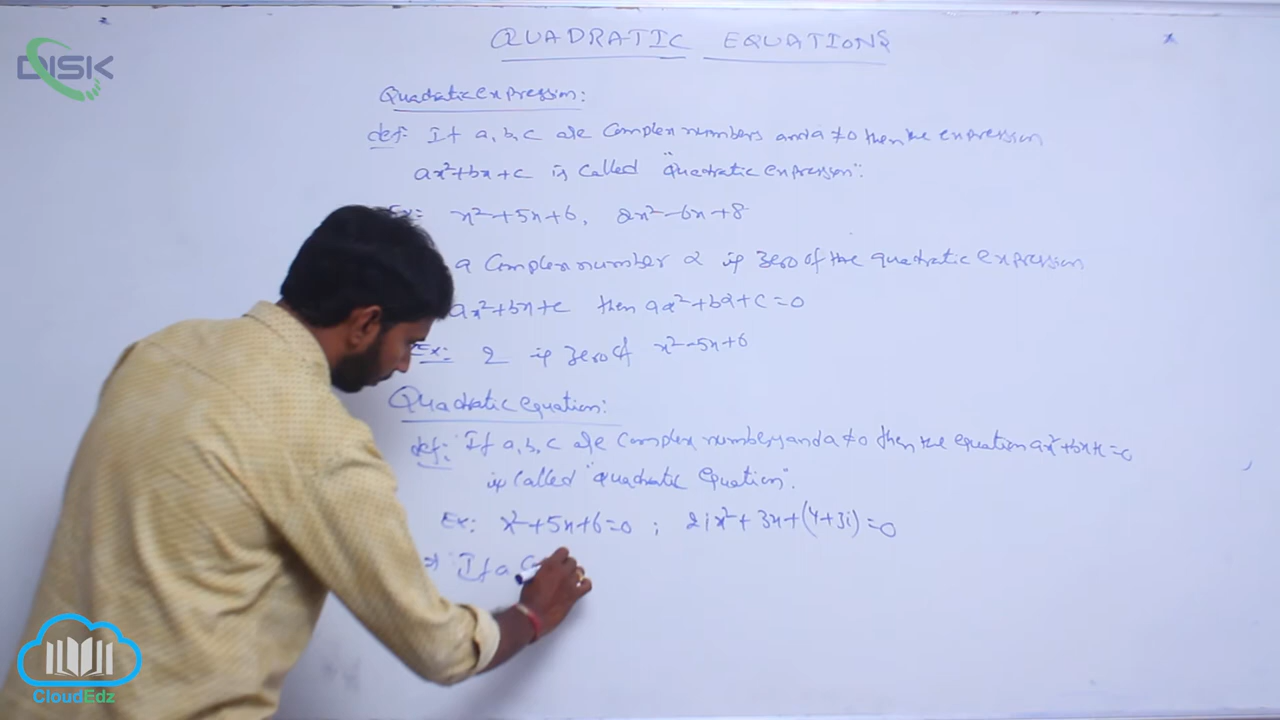 DISK
QUADRATIC EQUATIONS
Quadratic expression:
def: If a, b, c are Complex numbers and a ≠ 0 then the expression
ax²+bx+c is called "Quadratic expression".
Ex: x²+5x+6, 2x²-6x+8
a Complex number α is zero of the quadratic expression
ax²+bx+c then aα²+bα+c=0
Ex: 2 is zero of x²-5x+6
Quadratic equation:
def: If a, b, c are Complex numbers and a ≠ 0 then the equation ax²+bx+c=0
is called "quadratic equation".
Ex: x²+5x+6=0 ; 2ix²+3x+(4+3i)=0
If a
CloudEdz